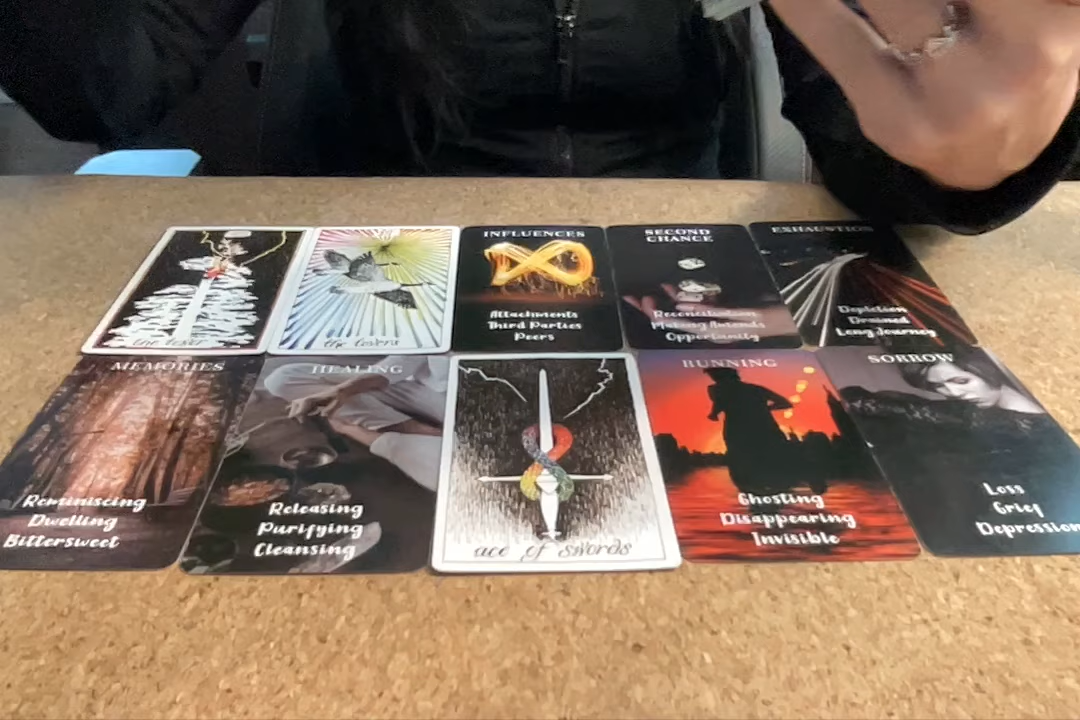 the tower
the lovers
INFLUENCES
Attachments
Third Parties
Peers
SECOND
CHANCE
Reconciliation
Making Amends
Opportunity
EXHAUSTION
Depletion
Drained
Long Journey
MEMORIES
Reminiscing
Dwelling
Bittersweet
HEALING
Releasing
Purifying
Cleansing
ace of swords
RUNNING
Ghosting
Disappearing
Invisible
SORROW
Loss
Grief
Depression